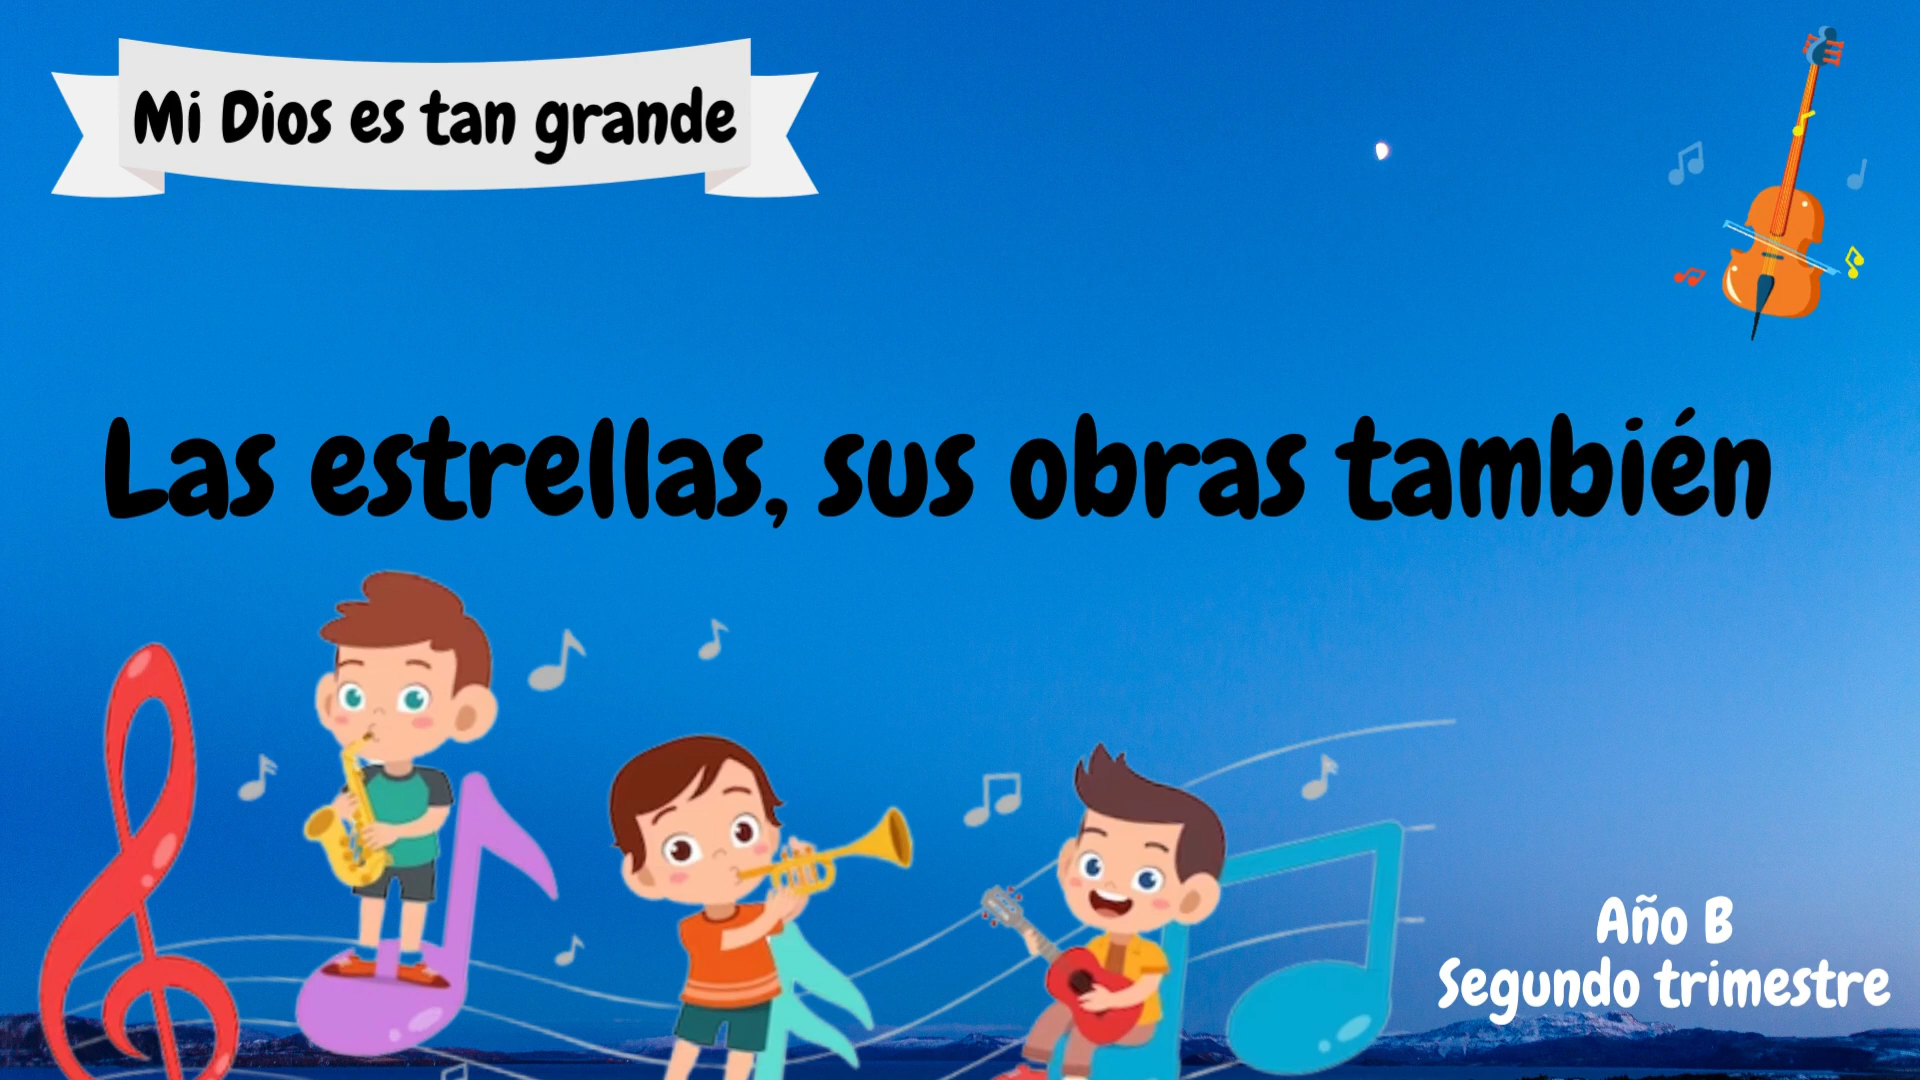 Mi Dios es tan grande
Las estrellas, sus obras también
Año B
Segundo trimestre